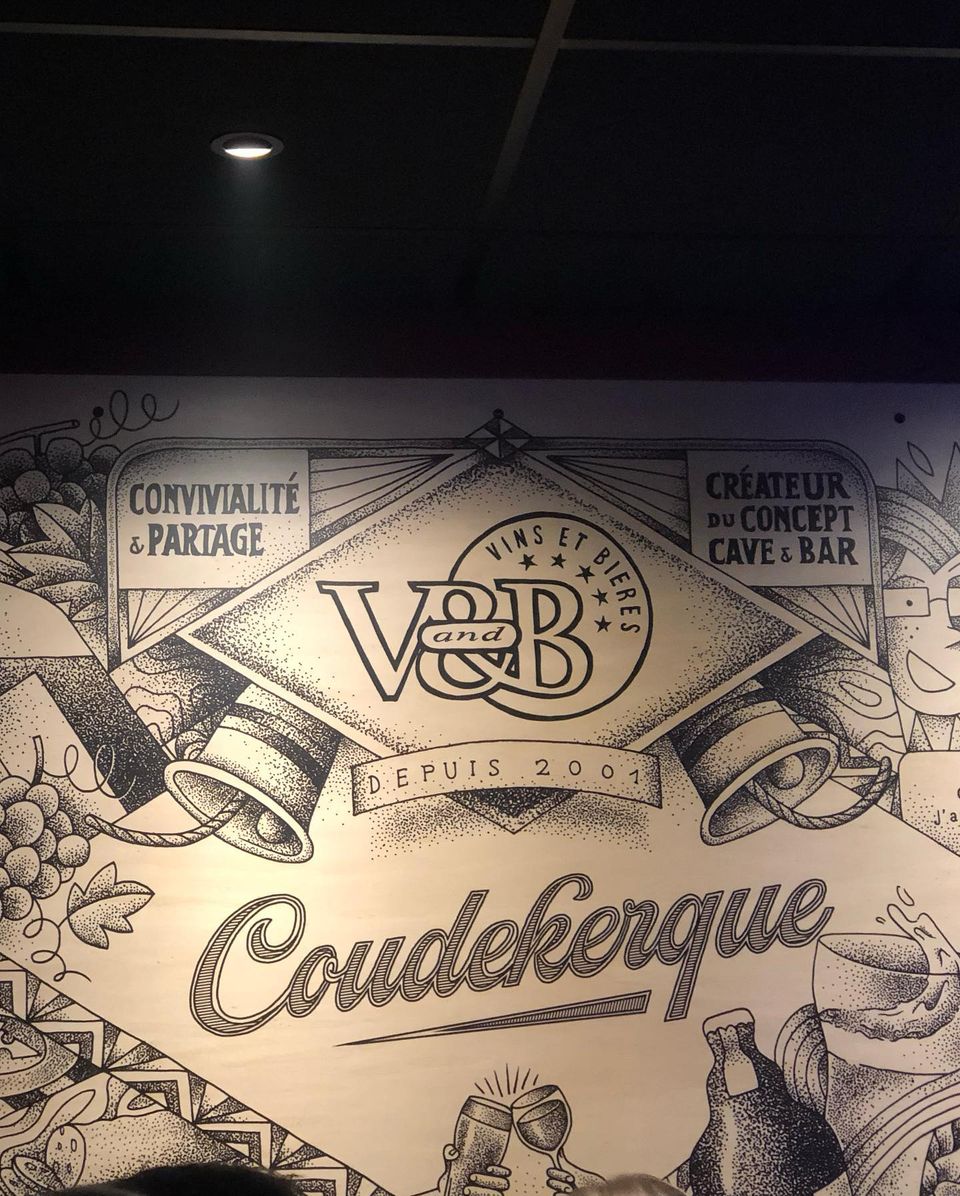 CONVIVIALITÉ
& PARTAGE
CRÉATEUR
DU CONCEPT
CAVE & BAR
VINS ET BIERES
V&B
and
DEPUIS 2001
Coudekerque